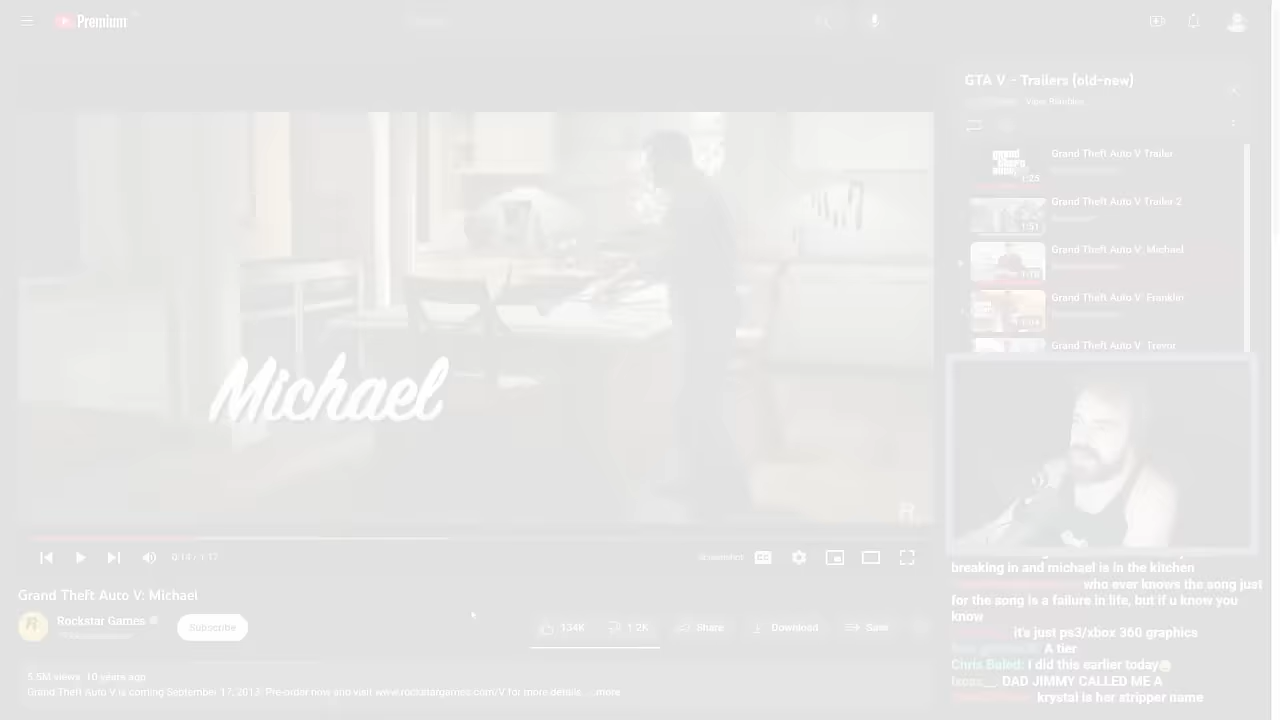 Premium
GTA V - Trailers (old-new)
Grand Theft Auto V Trailer
1:25
Grand Theft Auto V Trailer 2
1:51
Grand Theft Auto V: Michael
Grand Theft Auto V: Franklin
1:04
Grand Theft Auto V: Trevor
Michael
0:14 / 1:17
Screenshot
CC
Grand Theft Auto V: Michael
Rockstar Games
Subscribe
134K
1.2K
Share
Download
Save
10 years ago
Grand Theft Auto V is coming September 17, 2013. Pre-order now and visit www.rockstargames.com/V for more details. ...more
breaking in and michael is in the kitchen
who ever knows the song just
for the song is a failure in life, but if u know you
know
it's just ps3/xbox 360 graphics
A tier
Chris Baled: I did this earlier today
DAD JIMMY CALLED ME A
krystal is her stripper name